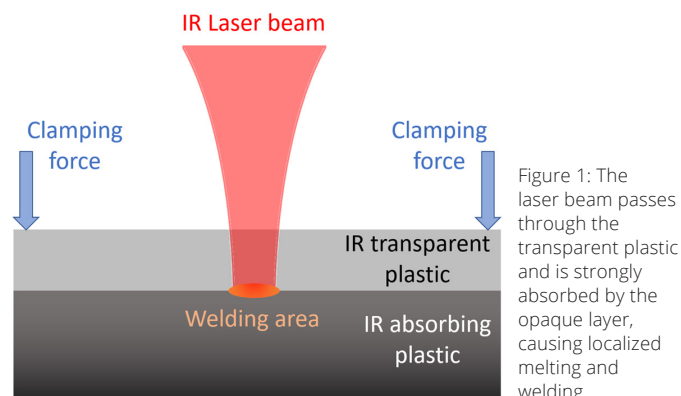 IR Laser beam
Clamping
force
Clamping
force
IR transparent
plastic
Welding area
IR absorbing
plastic
Figure 1: The
laser beam passes
through the
transparent plastic
and is strongly
absorbed by the
opaque layer,
causing localized
melting and
welding